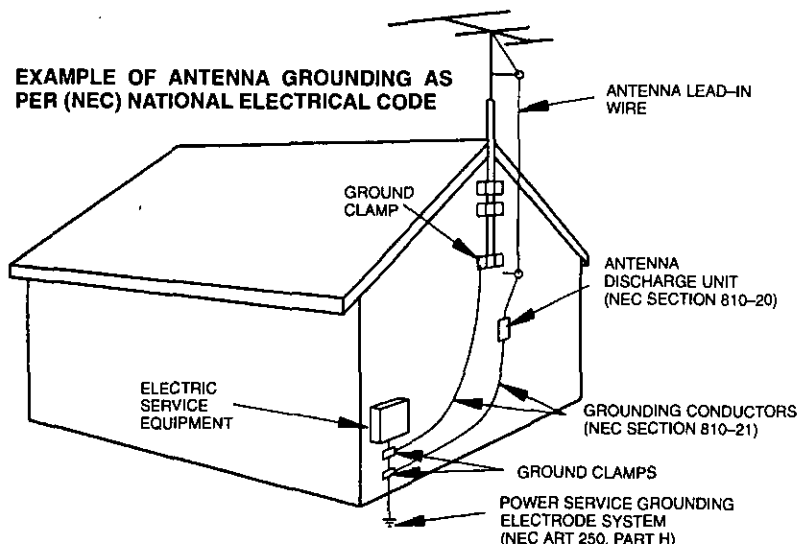 EXAMPLE OF ANTENNA GROUNDING AS
PER (NEC) NATIONAL ELECTRICAL CODE
ANTENNA LEAD–IN
WIRE
GROUND
CLAMP
ANTENNA
DISCHARGE UNIT
(NEC SECTION 810–20)
ELECTRIC
SERVICE
EQUIPMENT
GROUNDING CONDUCTORS
(NEC SECTION 810–21)
GROUND CLAMPS
POWER SERVICE GROUNDING
ELECTRODE SYSTEM
(NEC ART 250, PART H)